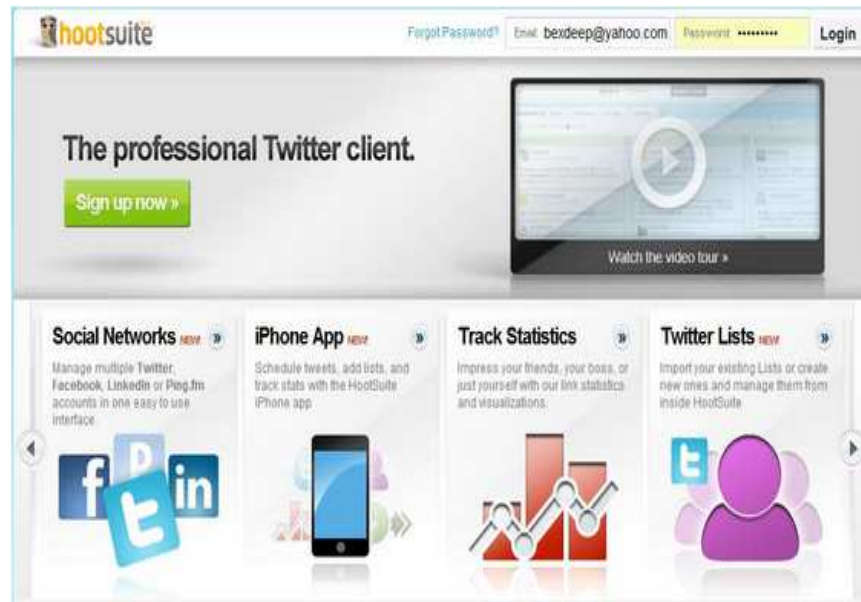 hootsuite
Forgot Password? Email: bexdeep@yahoo.com Password: ••••••••• Login
The professional Twitter client.
Sign up now »
Watch the video tour »
Social Networks NEW! »
Manage multiple Twitter,
Facebook, LinkedIn or Ping.fm
accounts in one easy to use
interface.
iPhone App NEW! »
Schedule tweets, add lists, and
track stats with the HootSuite
iPhone app
Track Statistics »
Impress your friends, your boss, or
just yourself with our link statistics
and visualizations.
Twitter Lists NEW! »
Import your existing Lists or create
new ones and manage them from
inside HootSuite